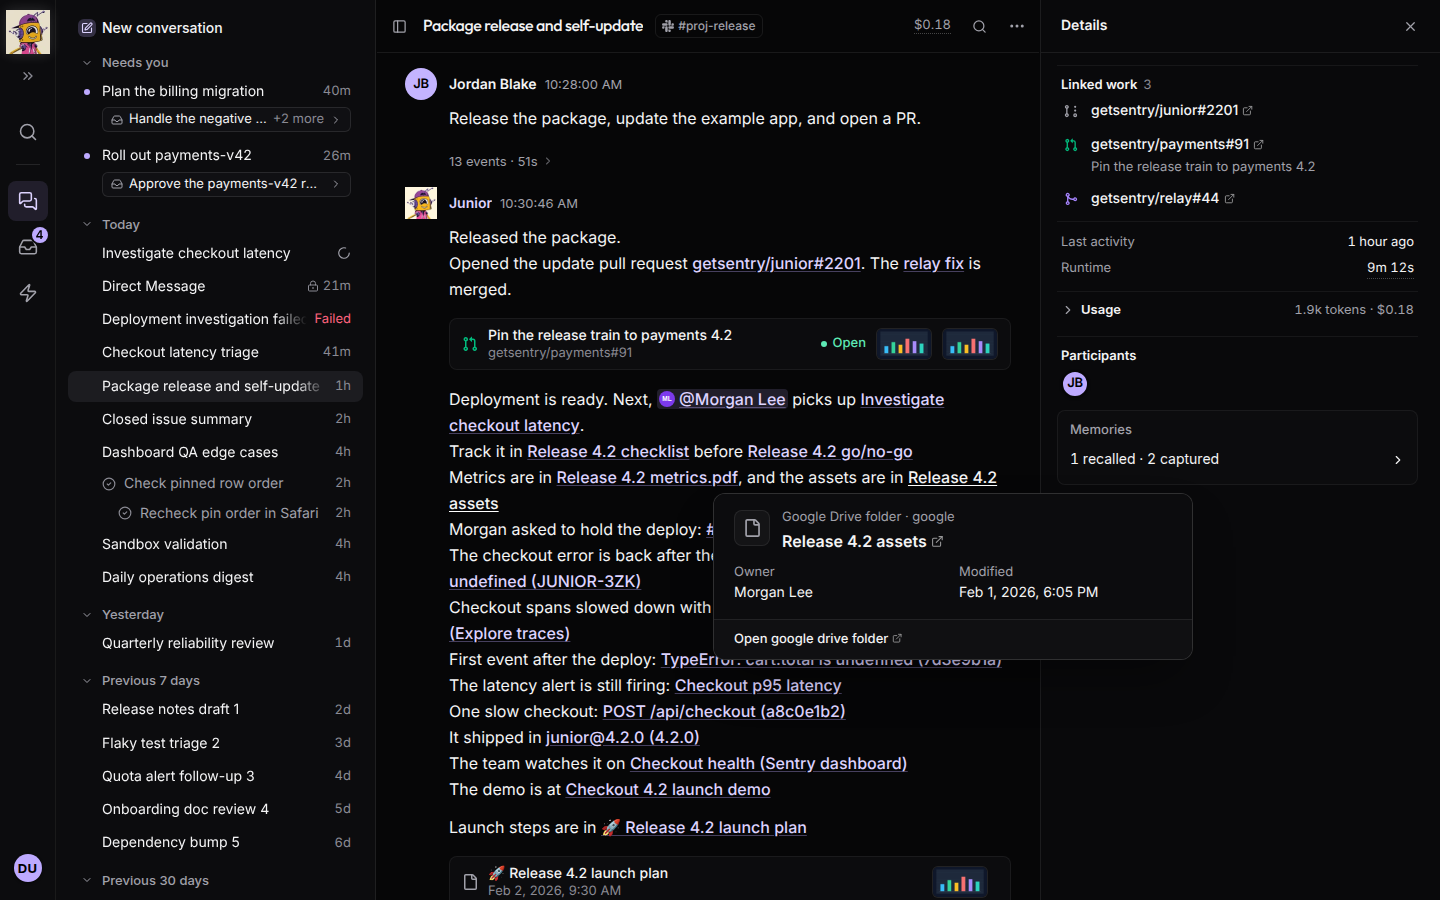 New conversation
Needs you
Plan the billing migration 40m
Handle the negative ... +2 more
Roll out payments-v42 26m
Approve the payments-v42 r...
Today
Investigate checkout latency
Direct Message 21m
Deployment investigation failed Failed
Checkout latency triage 41m
Package release and self-update 1h
Closed issue summary 2h
Dashboard QA edge cases 4h
Check pinned row order 2h
Recheck pin order in Safari 2h
Sandbox validation 4h
Daily operations digest 4h
Yesterday
Quarterly reliability review 1d
Previous 7 days
Release notes draft 1 2d
Flaky test triage 2 3d
Quota alert follow-up 3 4d
Onboarding doc review 4 5d
Dependency bump 5 6d
Previous 30 days
4
DU
Package release and self-update #proj-release $0.18
JB Jordan Blake 10:28:00 AM
Release the package, update the example app, and open a PR.
13 events · 51s
Junior 10:30:46 AM
Released the package.
Opened the update pull request getsentry/junior#2201. The relay fix is
merged.
Pin the release train to payments 4.2
getsentry/payments#91
Open
Deployment is ready. Next, ML @Morgan Lee picks up Investigate
checkout latency.
Track it in Release 4.2 checklist before Release 4.2 go/no-go
Metrics are in Release 4.2 metrics.pdf, and the assets are in Release 4.2
assets
Morgan asked to hold the deploy: #
The checkout error is back after the
undefined (JUNIOR-3ZK)
Checkout spans slowed down with
(Explore traces)
First event after the deploy: TypeError: cart.total is undefined (7d3e9b1a)
The latency alert is still firing: Checkout p95 latency
One slow checkout: POST /api/checkout (a8c0e1b2)
It shipped in junior@4.2.0 (4.2.0)
The team watches it on Checkout health (Sentry dashboard)
The demo is at Checkout 4.2 launch demo
Launch steps are in 🚀 Release 4.2 launch plan
🚀 Release 4.2 launch plan
Feb 2, 2026, 9:30 AM
Google Drive folder · google
Release 4.2 assets
Owner Modified
Morgan Lee Feb 1, 2026, 6:05 PM
Open google drive folder
Details
Linked work 3
getsentry/junior#2201
getsentry/payments#91
Pin the release train to payments 4.2
getsentry/relay#44
Last activity 1 hour ago
Runtime 9m 12s
Usage 1.9k tokens · $0.18
Participants
JB
Memories
1 recalled · 2 captured